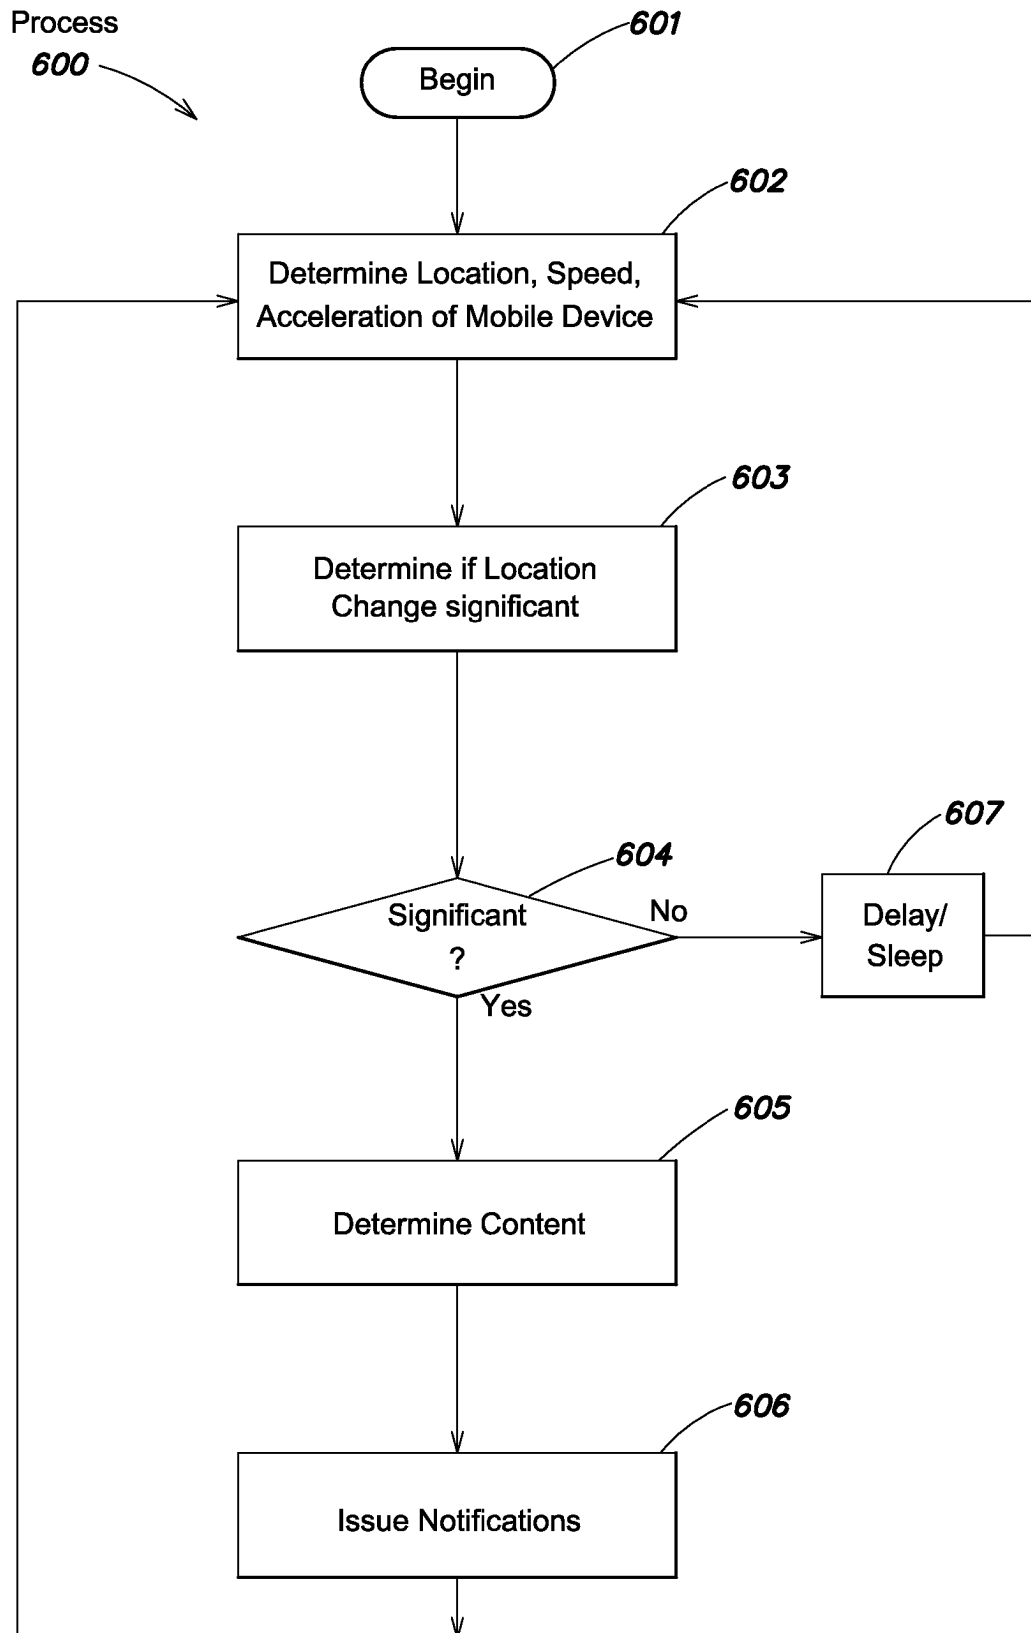 Process
600
601
Begin
602
Determine Location, Speed,
Acceleration of Mobile Device
603
Determine if Location
Change significant
604
Significant
?
No
Yes
607
Delay/
Sleep
605
Determine Content
606
Issue Notifications